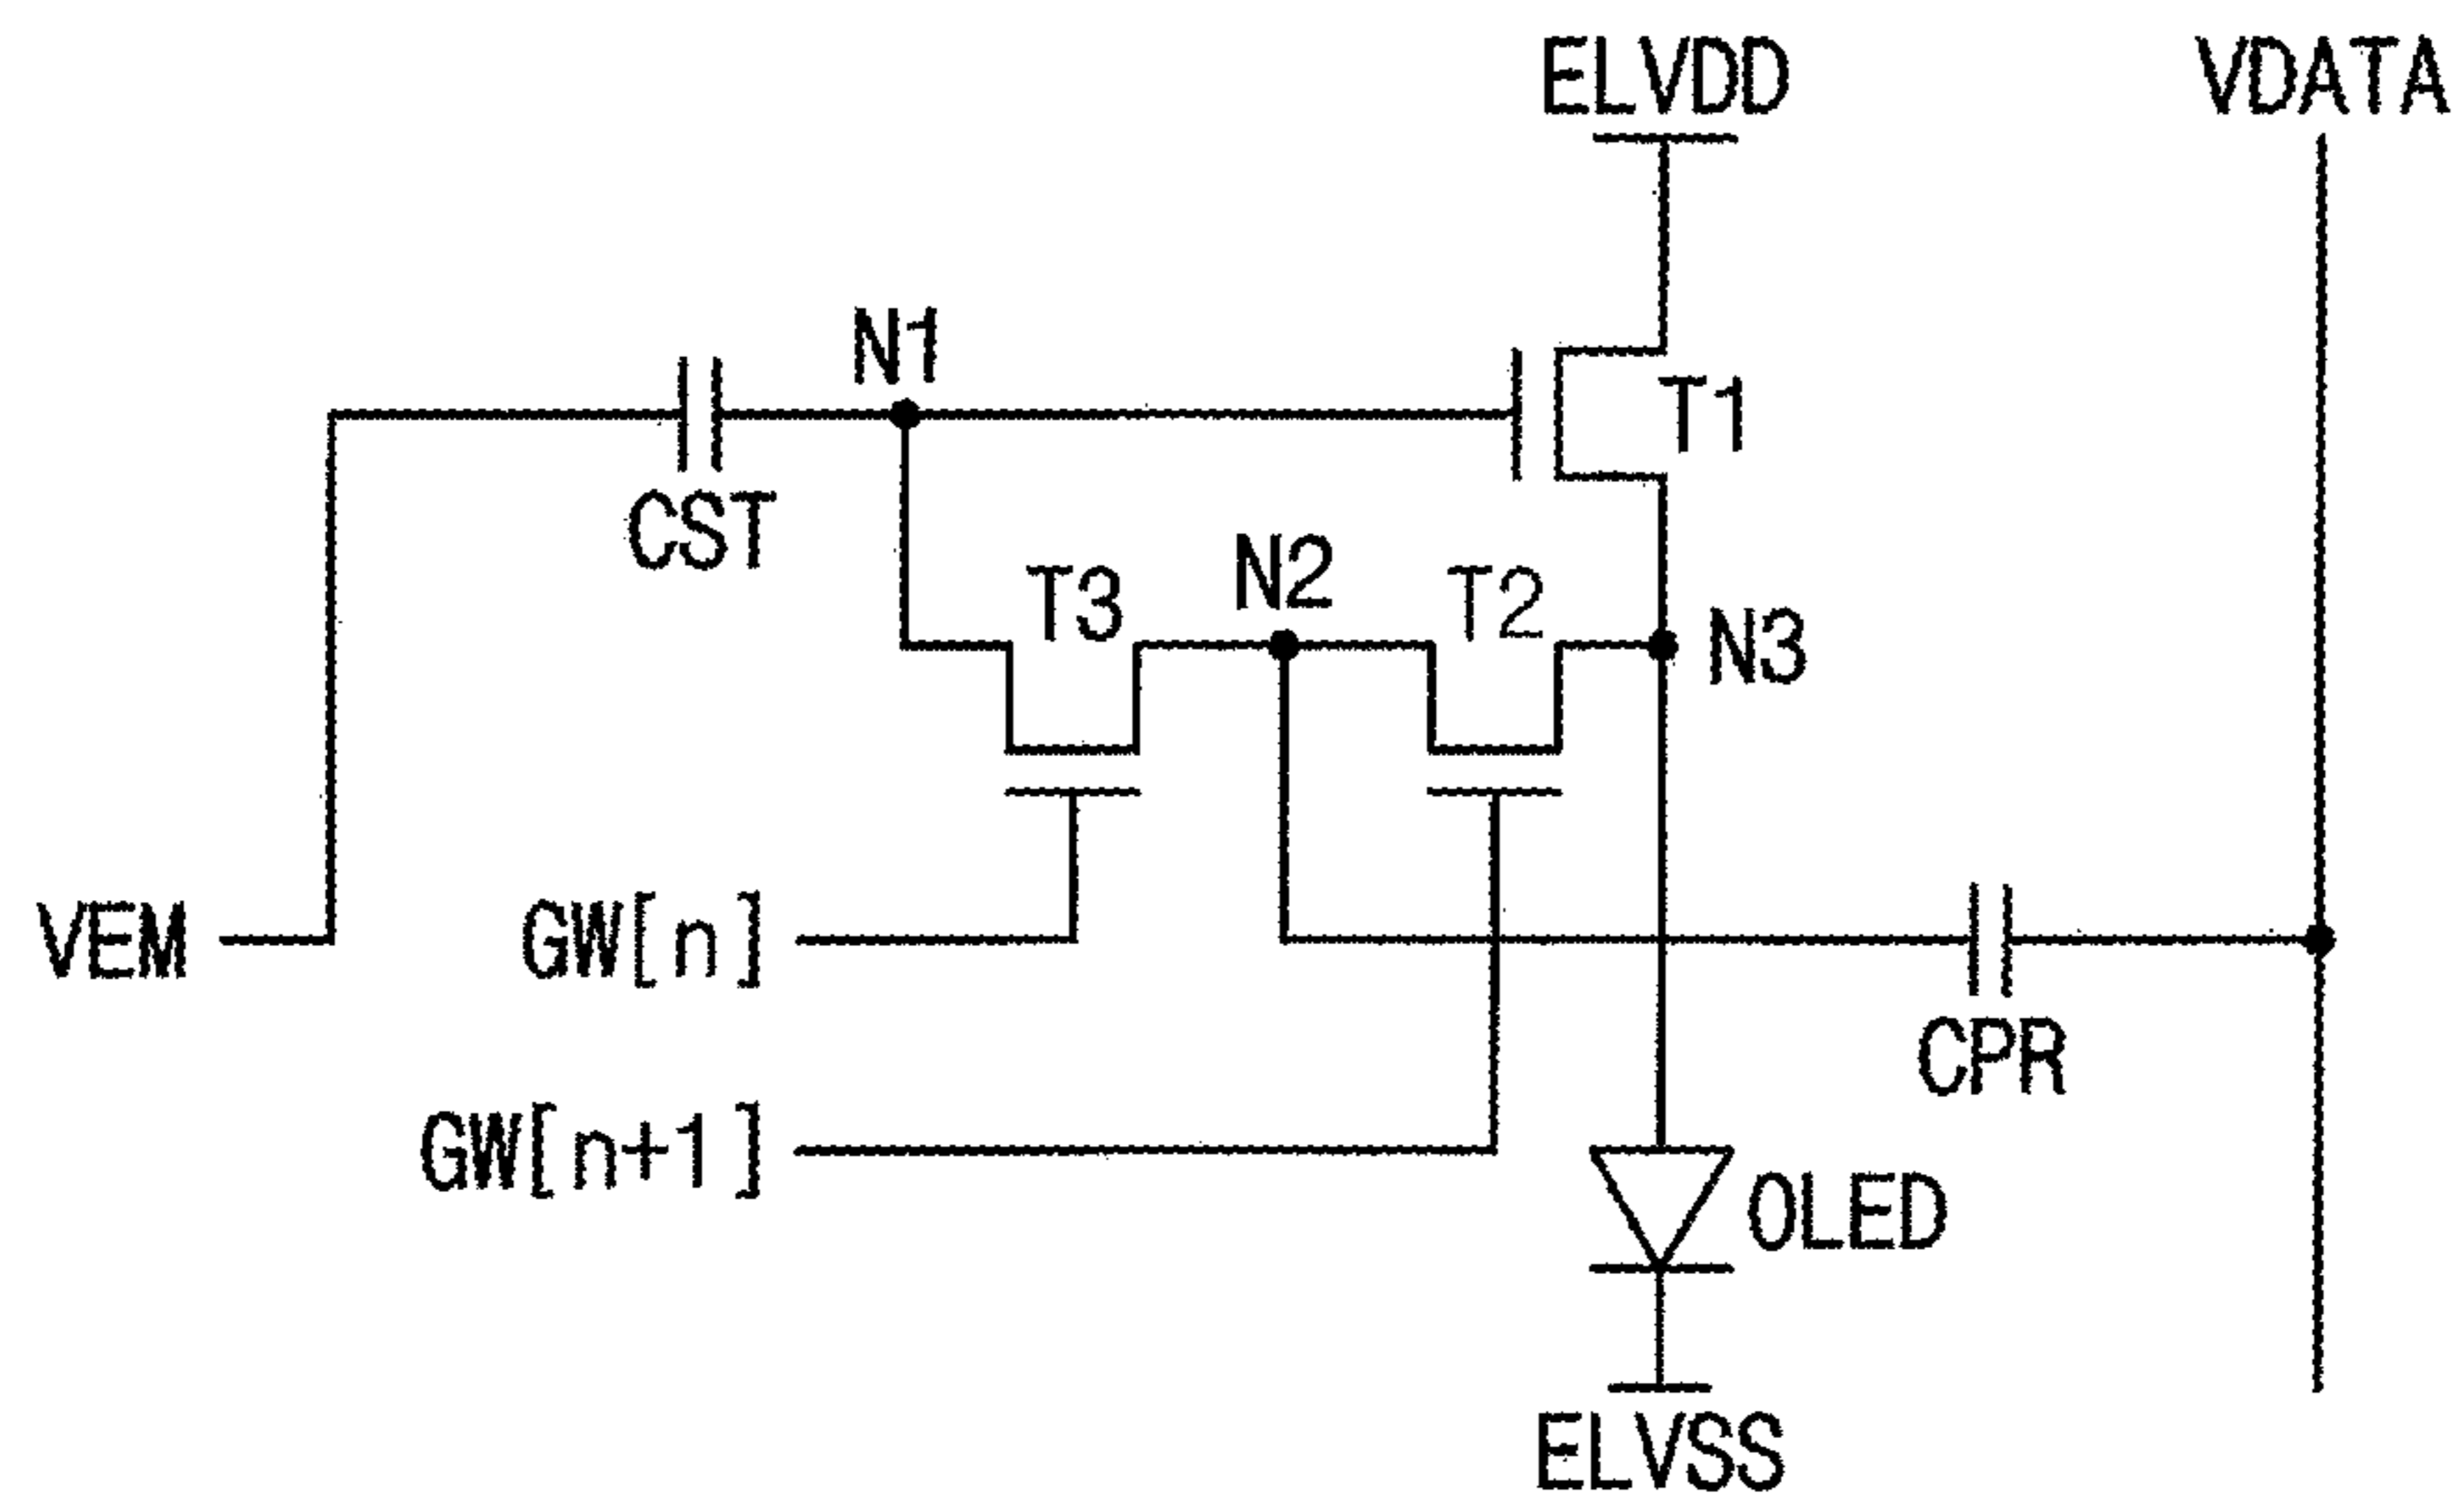 ELVDD
VDATA
N1
T1
CST
T3
N2
T2
N3
VEM
GW[n]
CPR
GW[n+1]
OLED
ELVSS